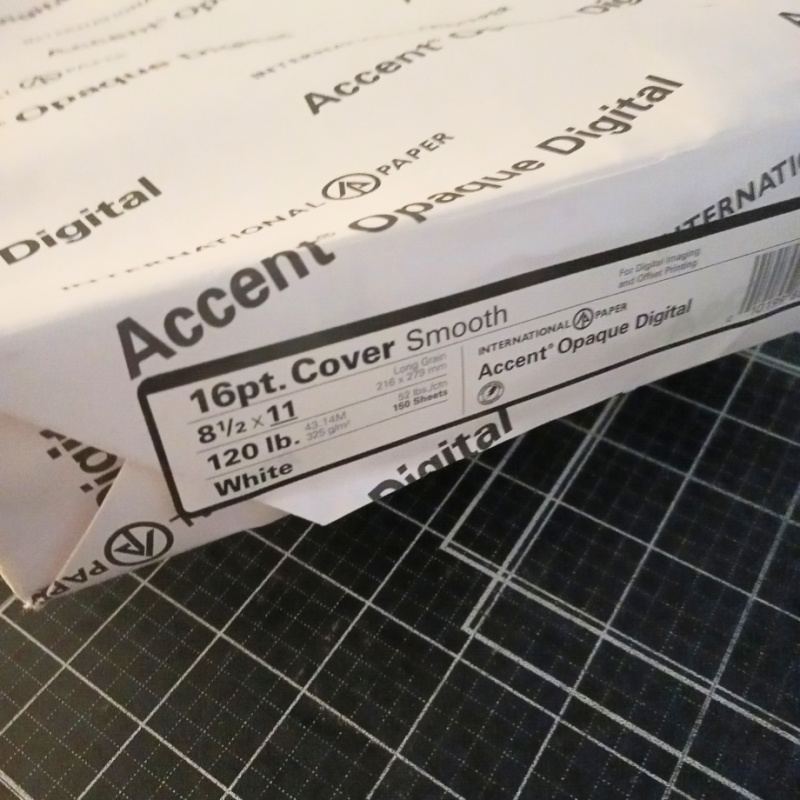 Digital
Accent® Opaque Digital
INTERNATIONAL PAPER
Accent® Opaque
Digital
INTERNATIONAL PAPER
Accent® Opaque Digital
INTERNATIO
16pt. Cover Smooth
8½ x 11
Long Grain
216 x 279 mm
120 lb.
43.14M
325 g/m²
52 lbs./ctn
150 Sheets
White
For Digital Imaging
and Offset Printing
INTERNATIONAL PAPER
Accent® Opaque Digital
Digital
PAPE